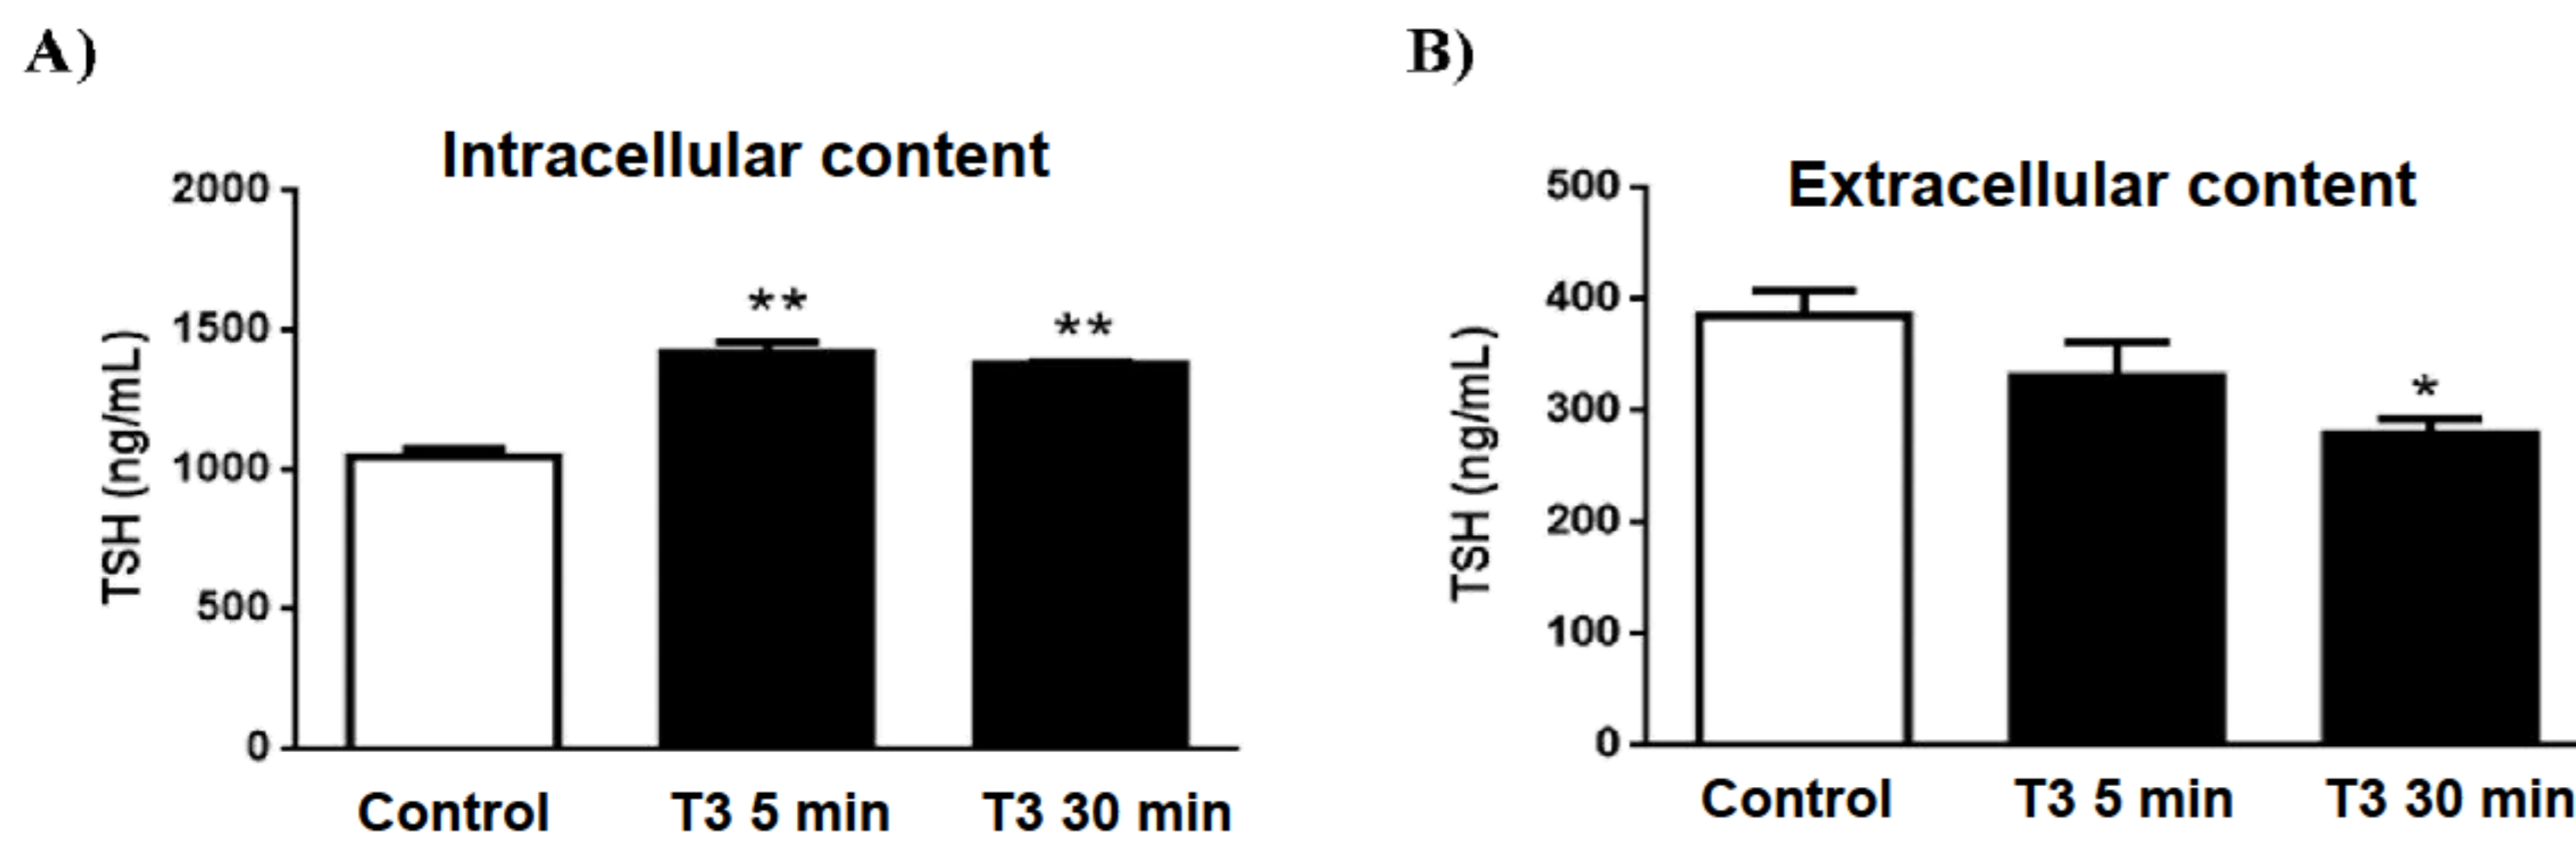 A)
Intracellular content
TSH (ng/mL)
2000
1500
1000
500
0
**
**
Control
T3 5 min
T3 30 min
B)
Extracellular content
TSH (ng/mL)
500
400
300
200
100
0
*
Control
T3 5 min
T3 30 min